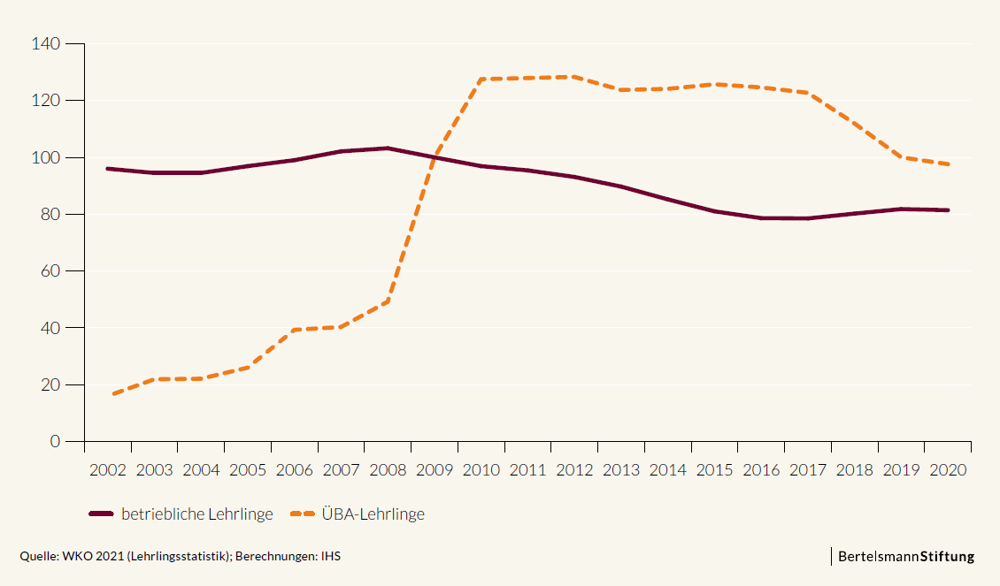 140
120
100
80
60
40
20
0
2002 2003 2004 2005 2006 2007 2008 2009 2010 2011 2012 2013 2014 2015 2016 2017 2018 2019 2020
betriebliche Lehrlinge ÜBA-Lehrlinge
Quelle: WKO 2021 (Lehrlingsstatistik); Berechnungen: IHS
BertelsmannStiftung